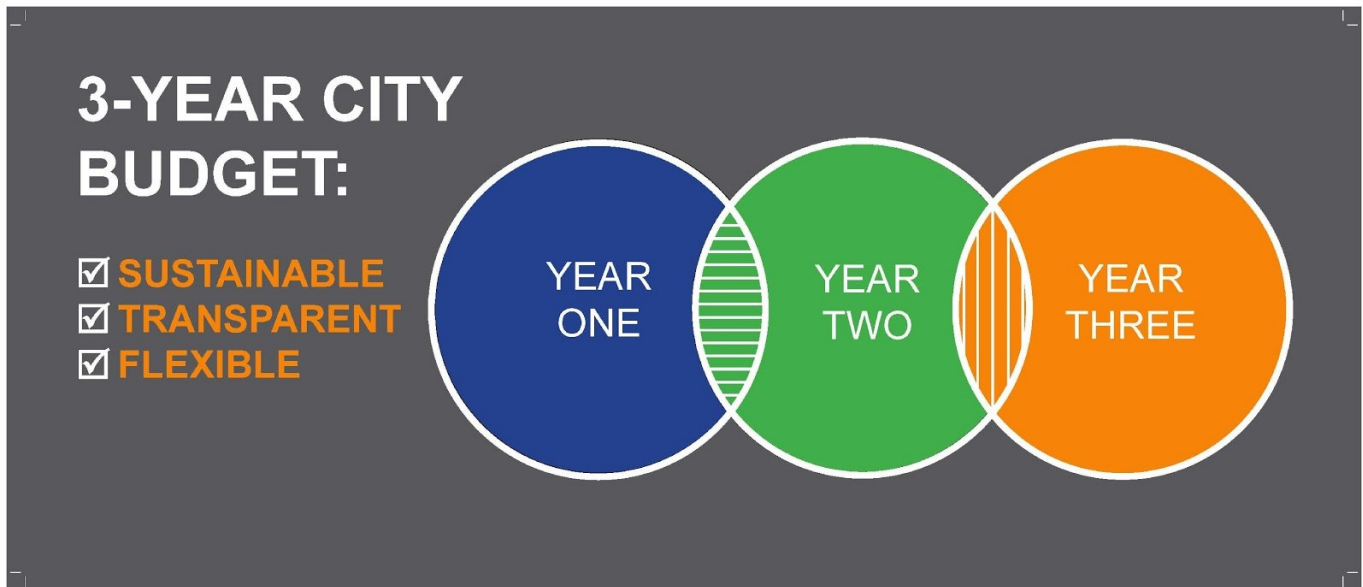 3-YEAR CITY
BUDGET:
SUSTAINABLE
TRANSPARENT
FLEXIBLE
YEAR
ONE
YEAR
TWO
YEAR
THREE